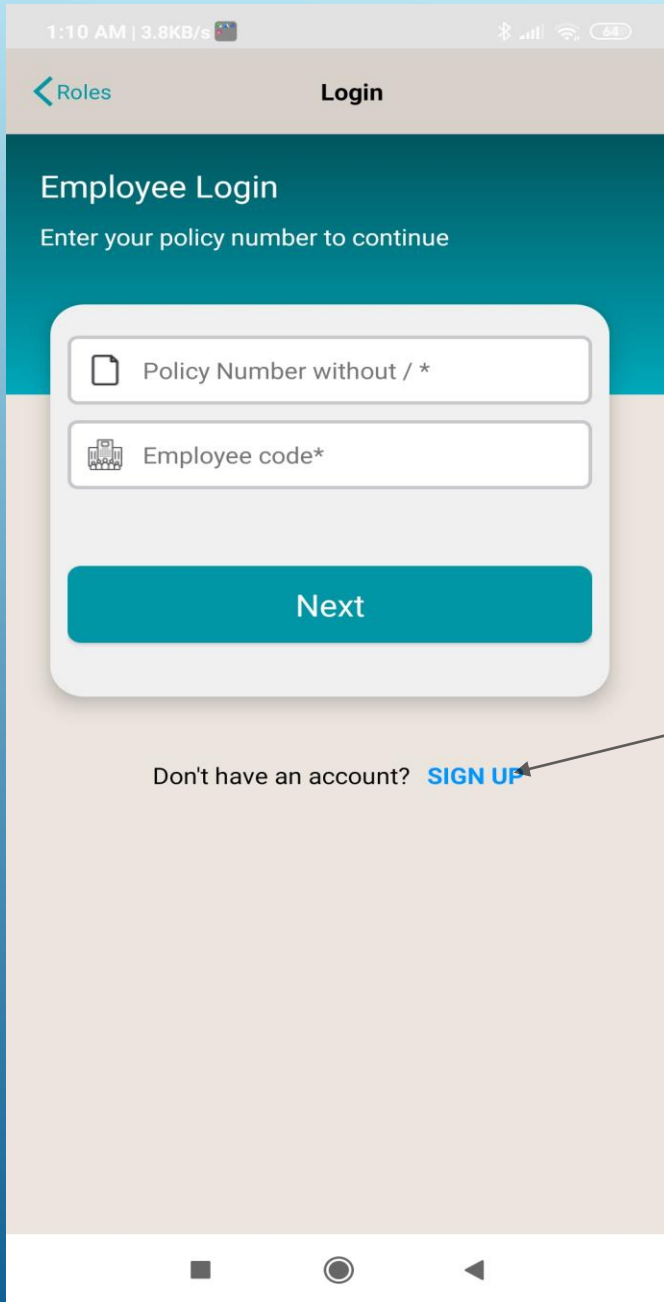 1:10 AM | 3.8KB/s
64
Roles
Login
Employee Login
Enter your policy number to continue
Policy Number without / *
Employee code*
Next
Don't have an account? SIGN UP